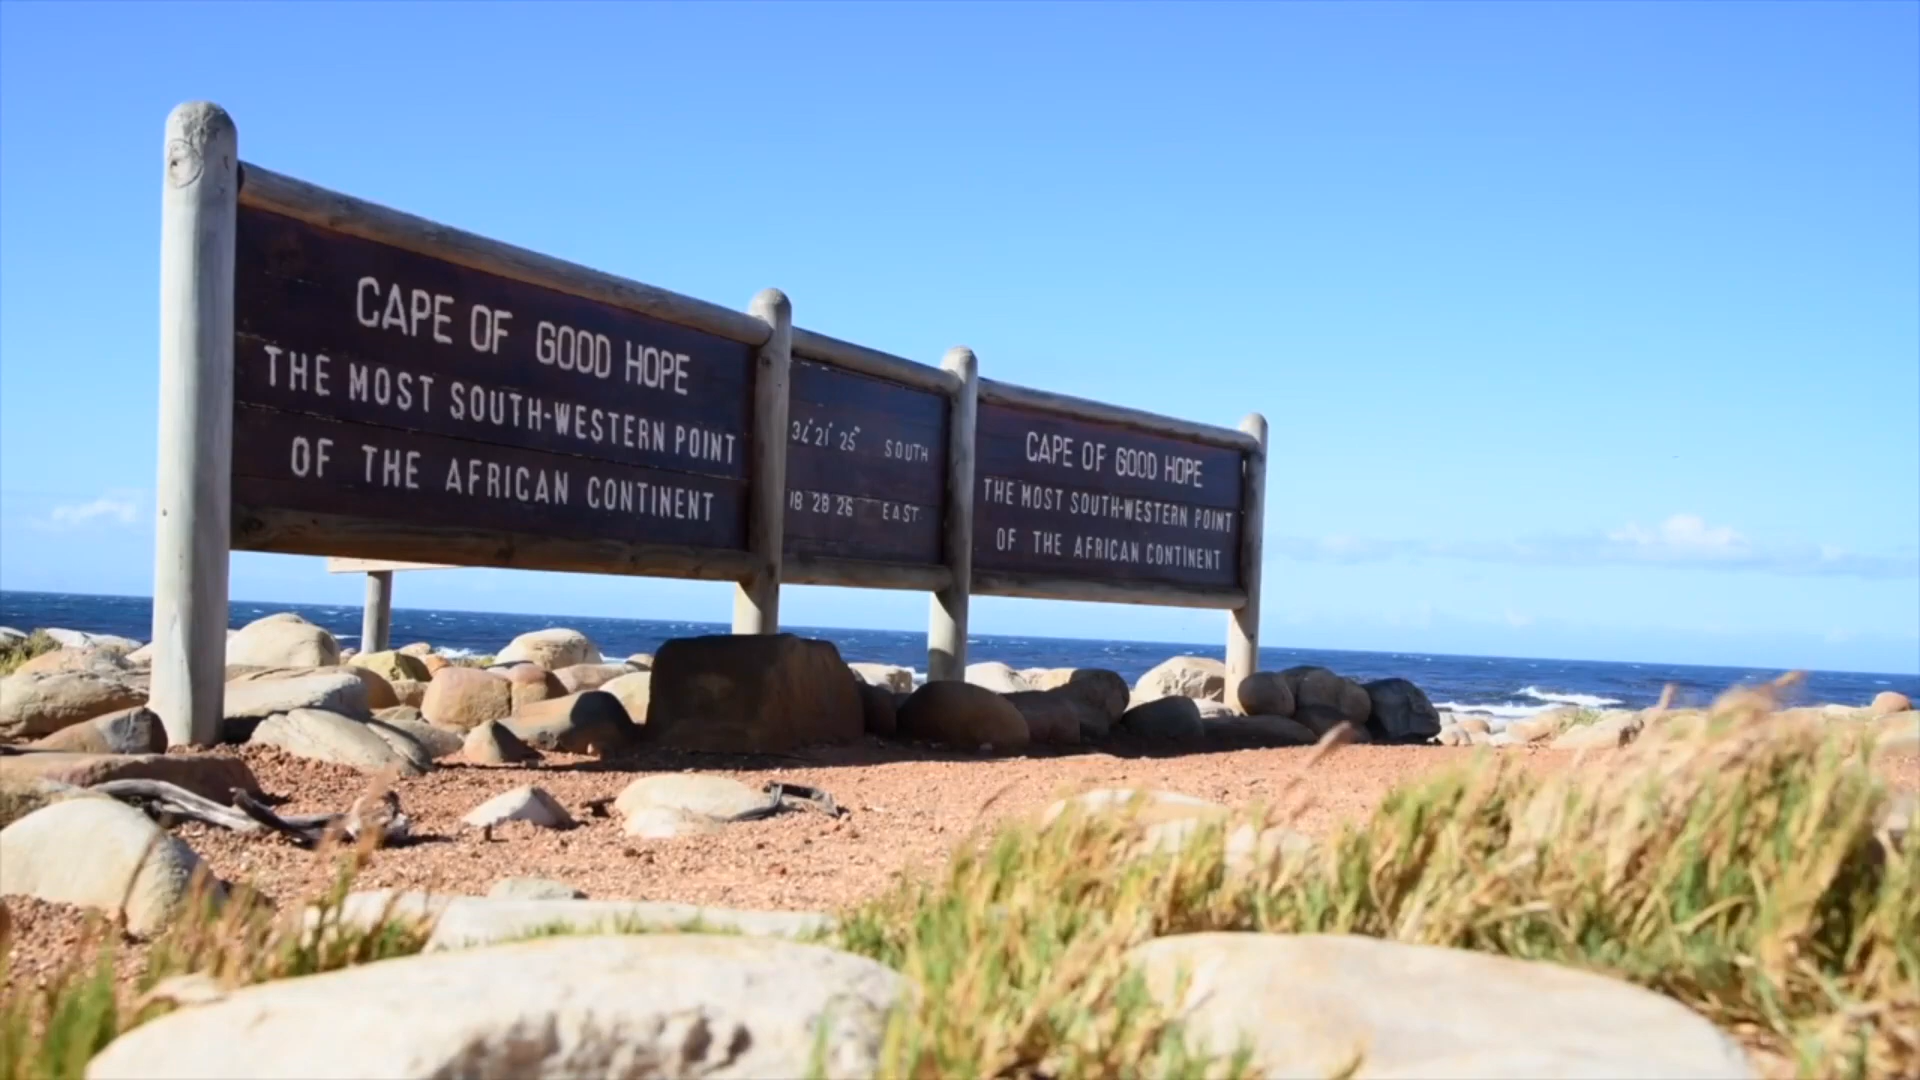 CAPE OF GOOD HOPE
THE MOST SOUTH-WESTERN POINT
OF THE AFRICAN CONTINENT
34° 21' 25" SOUTH
18 28 26 EAST
CAPE OF GOOD HOPE
THE MOST SOUTH-WESTERN POINT
OF THE AFRICAN CONTINENT